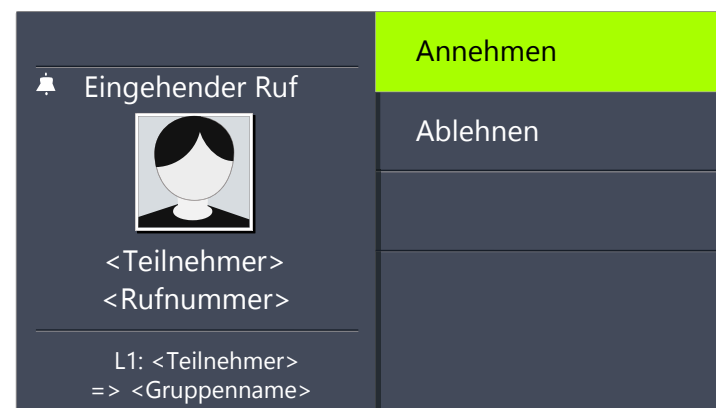 Eingehender Ruf
<Teilnehmer>
<Rufnummer>
L1: <Teilnehmer>
=> <Gruppenname>
Annehmen
Ablehnen